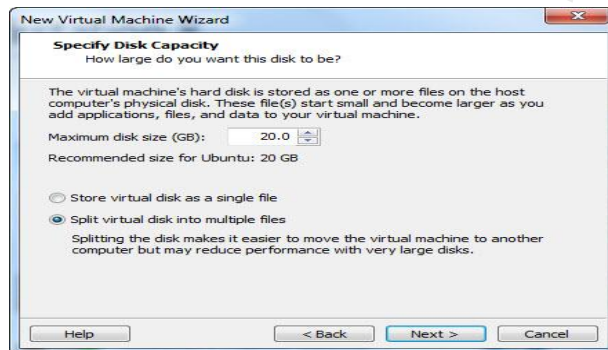 New Virtual Machine Wizard
Specify Disk Capacity
How large do you want this disk to be?
The virtual machine's hard disk is stored as one or more files on the host
computer's physical disk. These file(s) start small and become larger as you
add applications, files, and data to your virtual machine.
Maximum disk size (GB): 20.0
Recommended size for Ubuntu: 20 GB
Store virtual disk as a single file
Split virtual disk into multiple files
Splitting the disk makes it easier to move the virtual machine to another
computer but may reduce performance with very large disks.
Help < Back Next > Cancel